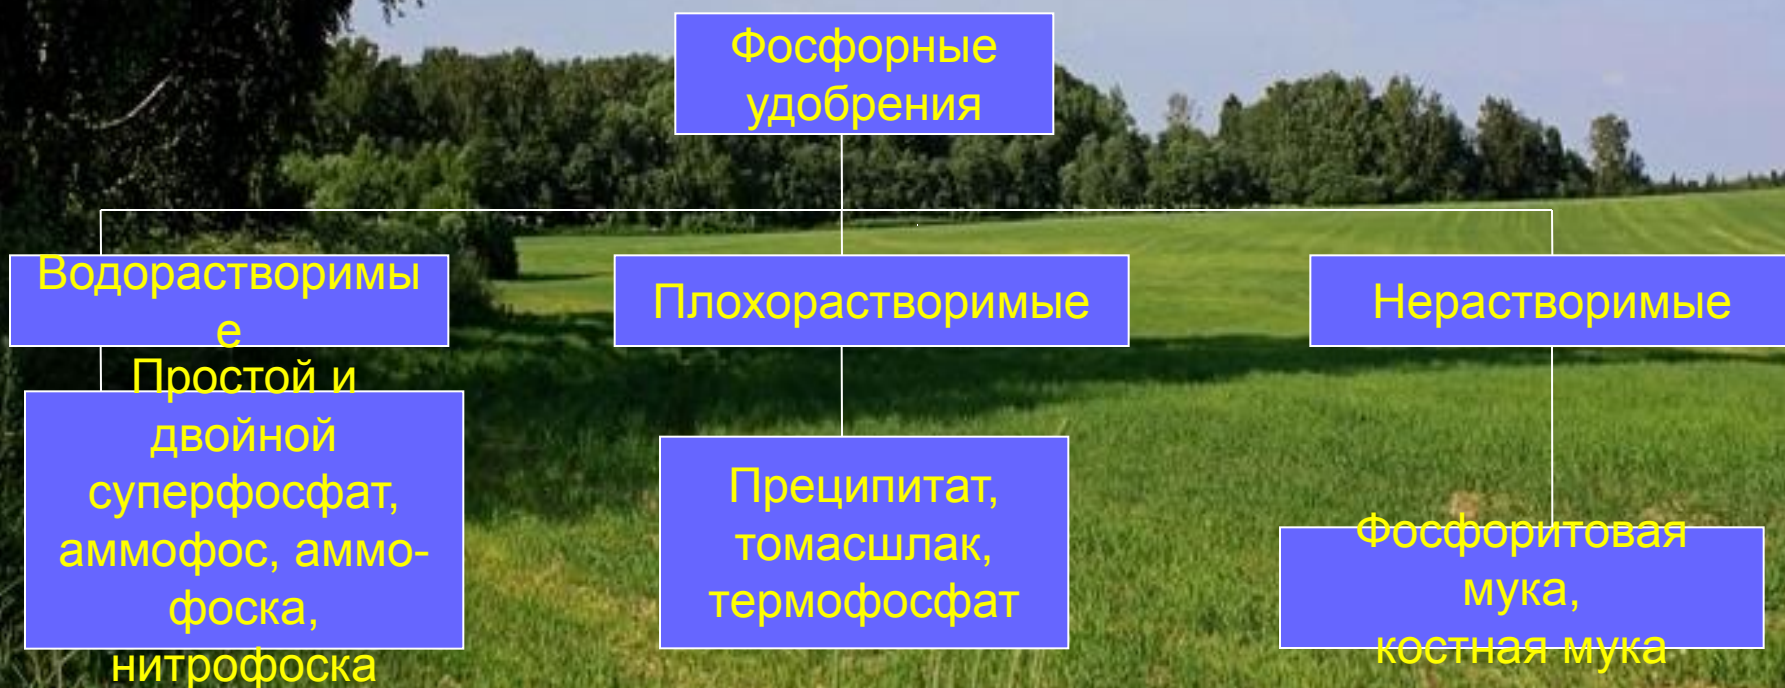 Фосфорные
удобрения
Водорастворимы
е
Плохорастворимые
Нерастворимые
Простой и
двойной
суперфосфат,
аммофос, аммо-
фоска,
нитрофоска
Преципитат,
томасшлак,
термофосфат
Фосфоритовая
мука,
костная мука